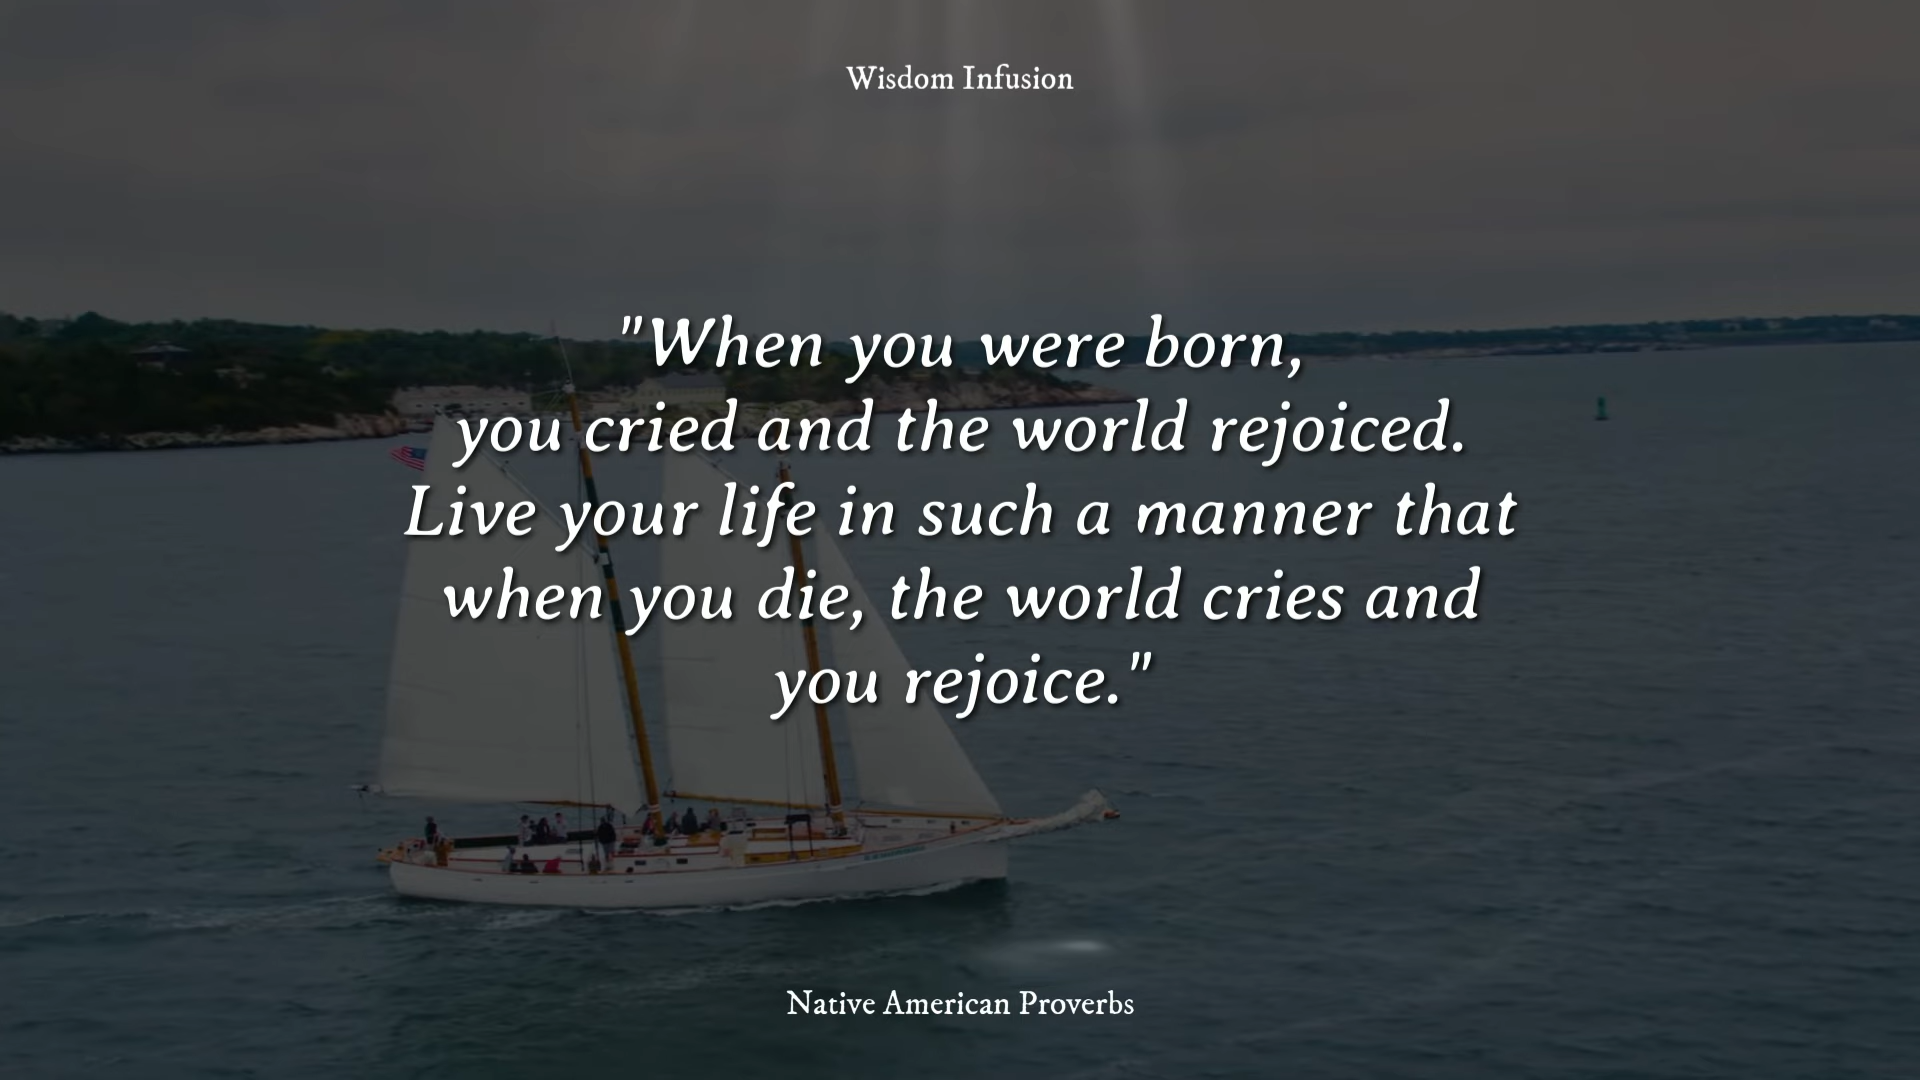 Wisdom Infusion
"When you were born,
you cried and the world rejoiced.
Live your life in such a manner that
when you die, the world cries and
you rejoice."
Native American Proverbs